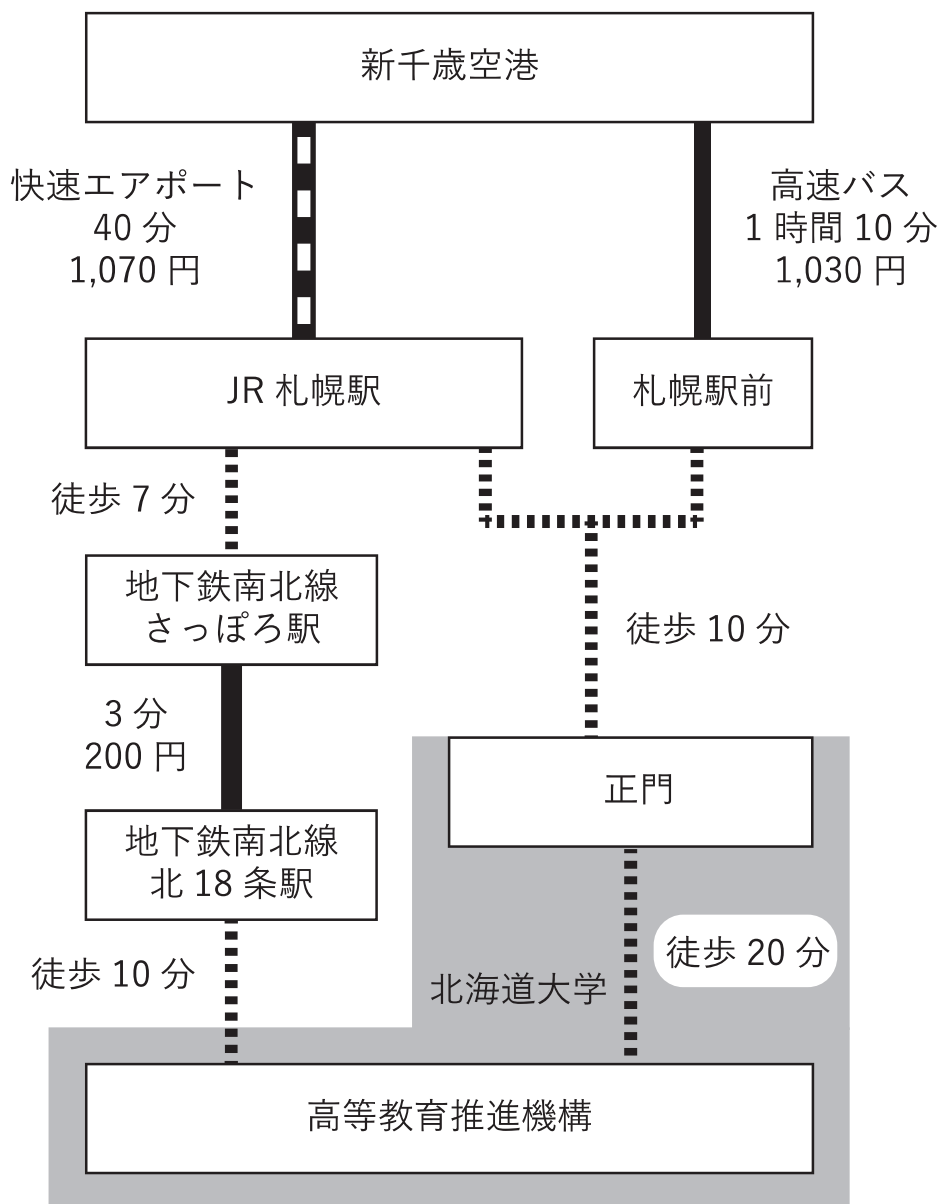 新千歳空港
快速エアポート
40 分
1,070 円
高速バス
1 時間 10 分
1,030 円
JR 札幌駅
札幌駅前
徒歩 7 分
地下鉄南北線
さっぽろ駅
徒歩 10 分
3 分
200 円
正門
地下鉄南北線
北 18 条駅
徒歩 20 分
徒歩 10 分
北海道大学
高等教育推進機構